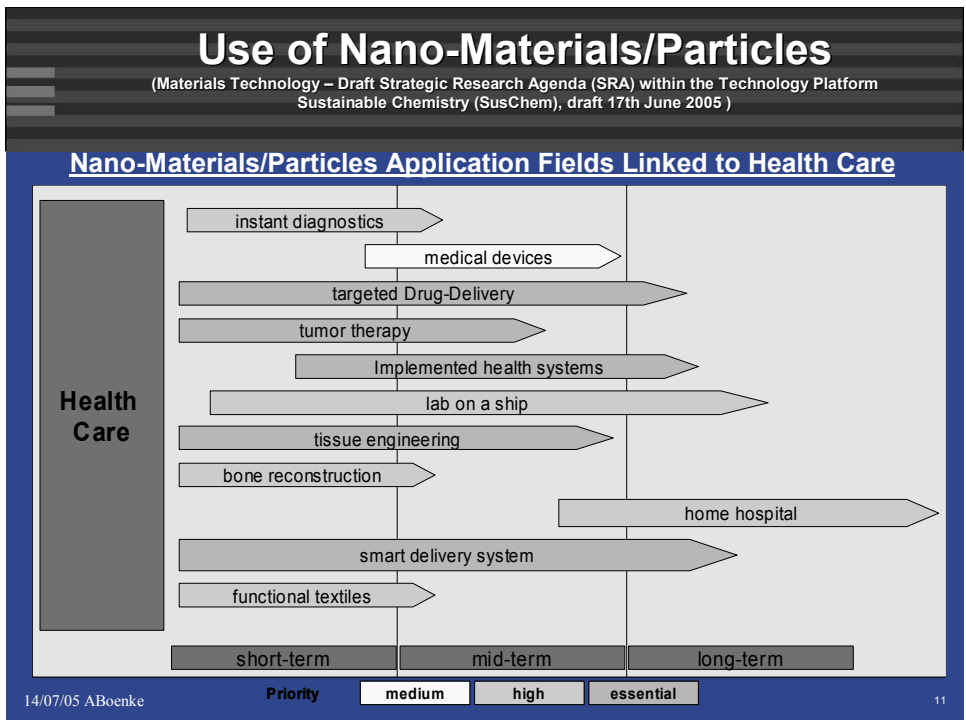 Use of Nano-Materials/Particles
(Materials Technology – Draft Strategic Research Agenda (SRA) within the Technology Platform
Sustainable Chemistry (SusChem), draft 17th June 2005 )
Nano-Materials/Particles Application Fields Linked to Health Care
instant diagnostics
medical devices
targeted Drug-Delivery
tumor therapy
Implemented health systems
Health
Care
lab on a ship
tissue engineering
bone reconstruction
home hospital
smart delivery system
functional textiles
short-term
mid-term
long-term
14/07/05 ABoenke
Priority
medium
high
essential
11